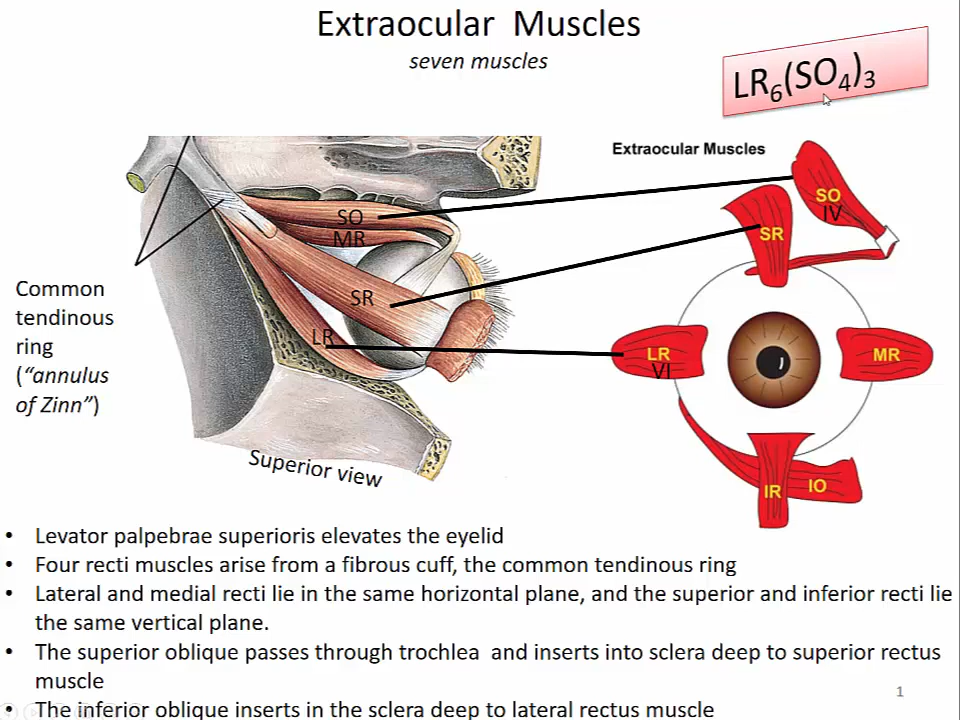 Extraocular Muscles
seven muscles
LR₆(SO₄)₃
Extraocular Muscles
SO
IV
SO
MR
SR
SR
Common
tendinous
ring
(“annulus
of Zinn”)
LR
LR
VI
MR
Superior view
IR
IO
• Levator palpebrae superioris elevates the eyelid
• Four recti muscles arise from a fibrous cuff, the common tendinous ring
• Lateral and medial recti lie in the same horizontal plane, and the superior and inferior recti lie
the same vertical plane.
• The superior oblique passes through trochlea and inserts into sclera deep to superior rectus
muscle
• The inferior oblique inserts in the sclera deep to lateral rectus muscle
1